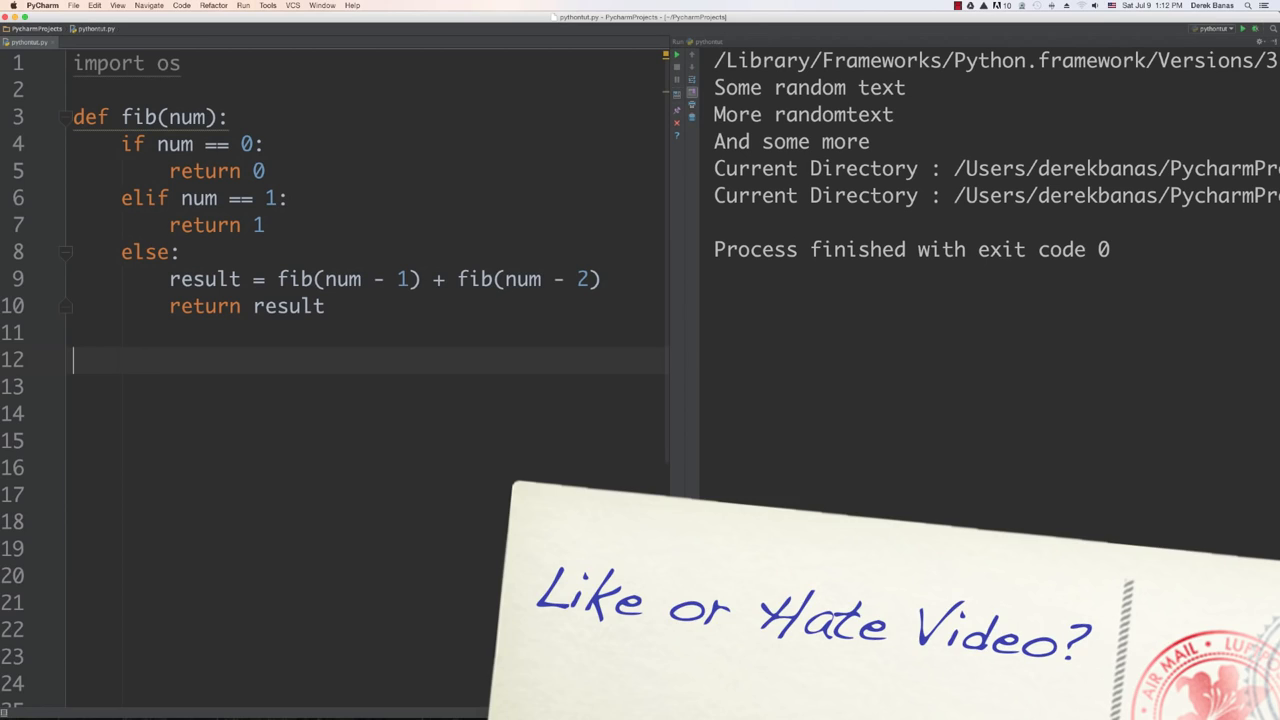 PyCharm File Edit View Navigate Code Refactor Run Tools VCS Window Help
10 Sat Jul 9 1:12 PM Derek Banas
pythontut.py - PyCharmProjects - [~/PycharmProjects]
PycharmProjects pythontut.py
pythontut
pythontut.py
Run pythontut
1 import os
2
3 def fib(num):
4 if num == 0:
5 return 0
6 elif num == 1:
7 return 1
8 else:
9 result = fib(num - 1) + fib(num - 2)
10 return result
11
12
13
14
15
16
17
18
19
20
21
22
23
24
/Library/Frameworks/Python.framework/Versions/3
Some random text
More randomtext
And some more
Current Directory : /Users/derekbanas/PycharmPr
Current Directory : /Users/derekbanas/PycharmPr
Process finished with exit code 0
Like or Hate Video?
AIR MAIL